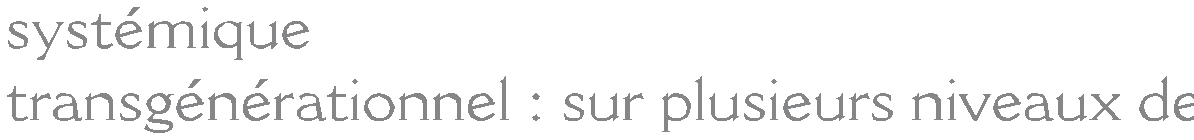 systémique
transgénérationnel : sur plusieurs niveaux de